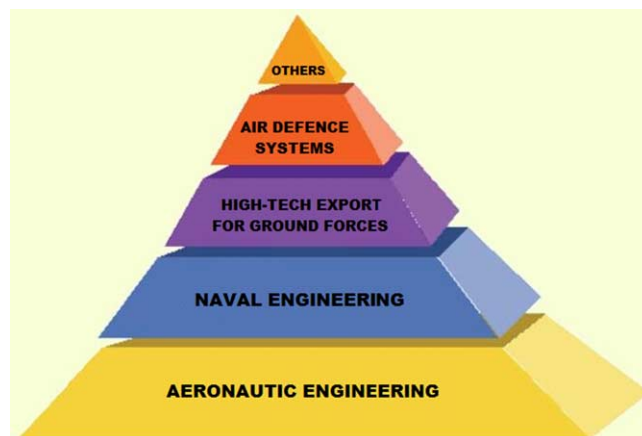 OTHERS
AIR DEFENCE
SYSTEMS
HIGH-TECH EXPORT
FOR GROUND FORCES
NAVAL ENGINEERING
AERONAUTIC ENGINEERING